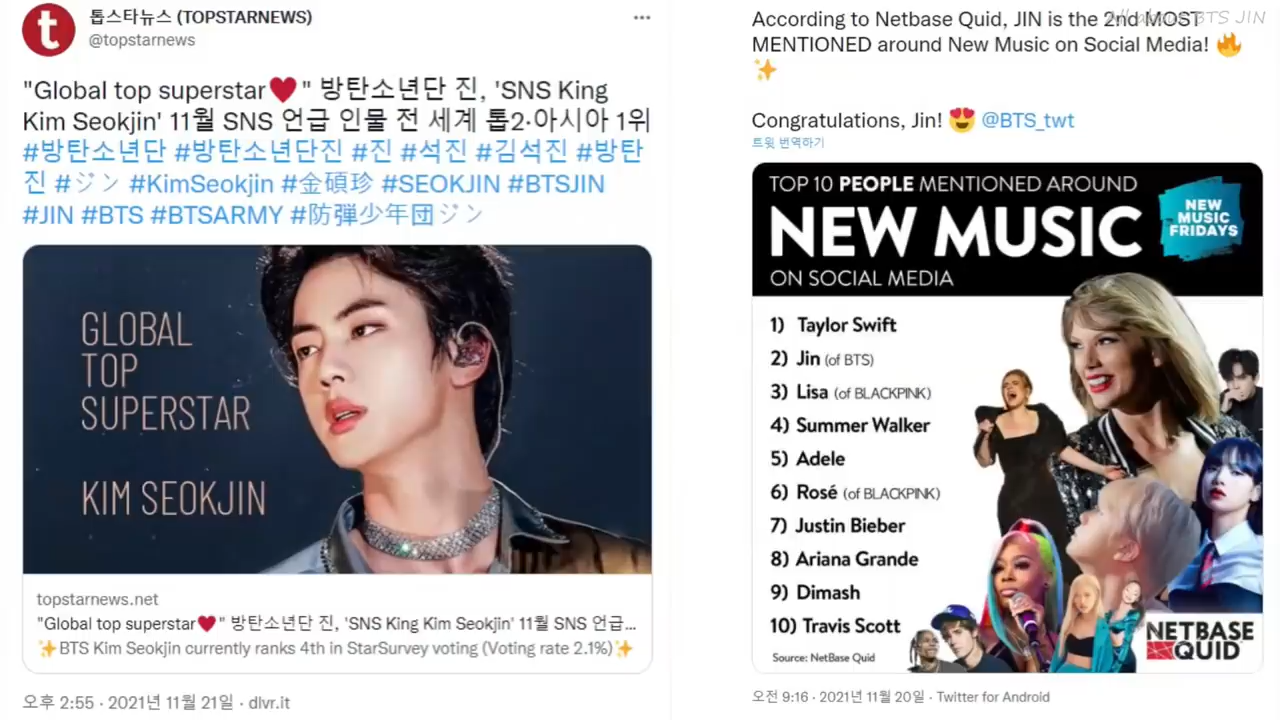 톱스타뉴스 (TOPSTARNEWS)
@topstarnews
"Global top superstar♥" 방탄소년단 진, 'SNS King
Kim Seokjin' 11월 SNS 언급 인물 전 세계 톱2·아시아 1위
#방탄소년단 #방탄소년단진 #진 #석진 #김석진 #방탄
진 #ジン #KimSeokjin #金碩珍 #SEOKJIN #BTSJIN
#JIN #BTS #BTSARMY #防弾少年団ジン
t
GLOBAL
TOP
SUPERSTAR
KIM SEOKJIN
topstarnews.net
"Global top superstar♥" 방탄소년단 진, 'SNS King Kim Seokjin' 11월 SNS 언급...
✨BTS Kim Seokjin currently ranks 4th in StarSurvey voting (Voting rate 2.1%)✨
오후 2:55 · 2021년 11월 21일 · dlvr.it
All about BTS JIN
According to Netbase Quid, JIN is the 2nd MOST
MENTIONED around New Music on Social Media! 🔥
✨
Congratulations, Jin! 😍 @BTS_twt
트윗 번역하기
TOP 10 PEOPLE MENTIONED AROUND
NEW MUSIC
ON SOCIAL MEDIA
NEW
MUSIC
FRIDAYS
1) Taylor Swift
2) Jin (of BTS)
3) Lisa (of BLACKPINK)
4) Summer Walker
5) Adele
6) Rosé (of BLACKPINK)
7) Justin Bieber
8) Ariana Grande
9) Dimash
10) Travis Scott
Source: NetBase Quid
NETBASE
QUID
오전 9:16 · 2021년 11월 20일 · Twitter for Android